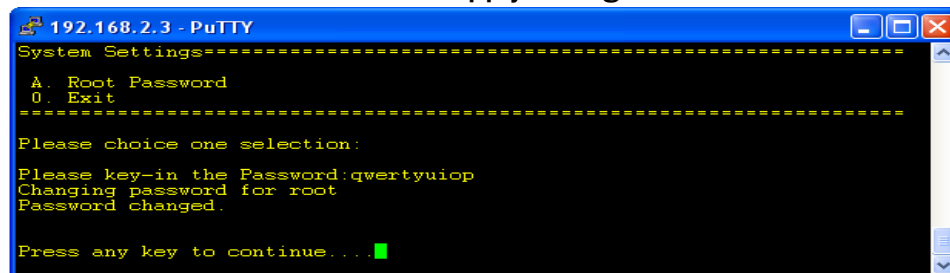 192.168.2.3 - PuTTY
System Settings=========================================================
A. Root Password
0. Exit
========================================================================
Please choice one selection:
Please key-in the Password:qwertyuiop
Changing password for root
Password changed.
Press any key to continue....